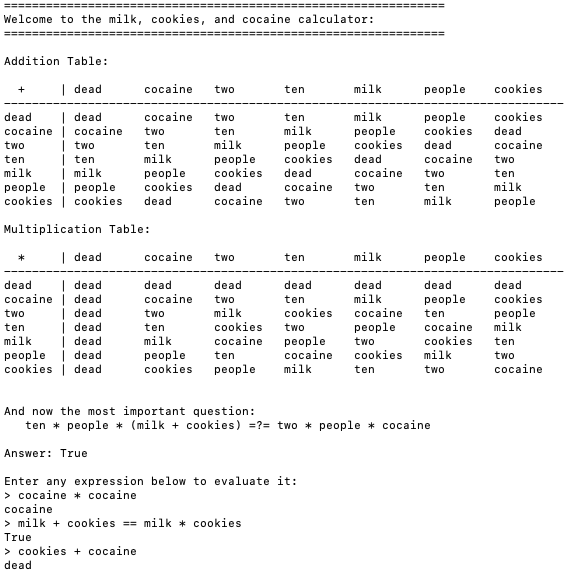 ===============================================================
Welcome to the milk, cookies, and cocaine calculator:
===============================================================
Addition Table:
+ | dead cocaine two ten milk people cookies
--------------------------------------------------------------------------------
dead | dead cocaine two ten milk people cookies
cocaine | cocaine two ten milk people cookies dead
two | two ten milk people cookies dead cocaine
ten | ten milk people cookies dead cocaine two
milk | milk people cookies dead cocaine two ten
people | people cookies dead cocaine two ten milk
cookies | cookies dead cocaine two ten milk people
Multiplication Table:
* | dead cocaine two ten milk people cookies
--------------------------------------------------------------------------------
dead | dead dead dead dead dead dead dead
cocaine | dead cocaine two ten milk people cookies
two | dead two milk cookies cocaine ten people
ten | dead ten cookies two people cocaine milk
milk | dead milk cocaine people two cookies ten
people | dead people ten cocaine cookies milk two
cookies | dead cookies people milk ten two cocaine
And now the most important question:
ten * people * (milk + cookies) =?= two * people * cocaine
Answer: True
Enter any expression below to evaluate it:
> cocaine * cocaine
cocaine
> milk + cookies == milk * cookies
True
> cookies + cocaine
dead